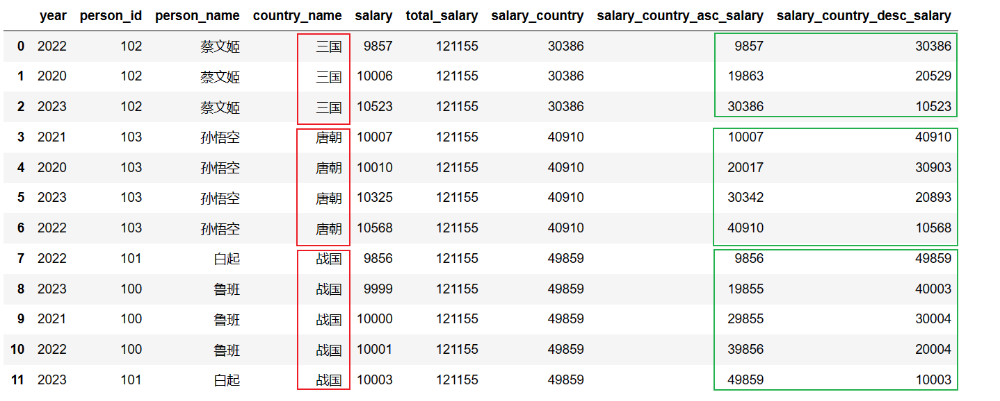 year person_id person_name country_name salary total_salary salary_country salary_country_asc_salary salary_country_desc_salary
0 2022 102 蔡文姬 三国 9857 121155 30386 9857 30386
1 2020 102 蔡文姬 三国 10006 121155 30386 19863 20529
2 2023 102 蔡文姬 三国 10523 121155 30386 30386 10523
3 2021 103 孙悟空 唐朝 10007 121155 40910 10007 40910
4 2020 103 孙悟空 唐朝 10010 121155 40910 20017 30903
5 2023 103 孙悟空 唐朝 10325 121155 40910 30342 20893
6 2022 103 孙悟空 唐朝 10568 121155 40910 40910 10568
7 2022 101 白起 战国 9856 121155 49859 9856 49859
8 2023 100 鲁班 战国 9999 121155 49859 19855 40003
9 2021 100 鲁班 战国 10000 121155 49859 29855 30004
10 2022 100 鲁班 战国 10001 121155 49859 39856 20004
11 2023 101 白起 战国 10003 121155 49859 49859 10003